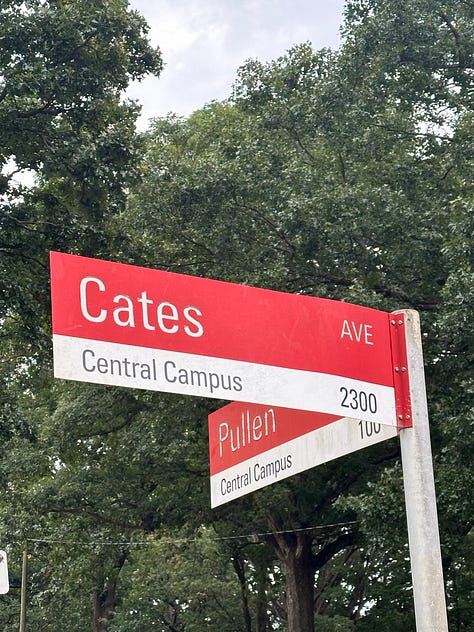 Cates AVE
Central Campus 2300
Pullen
Central Campus 100